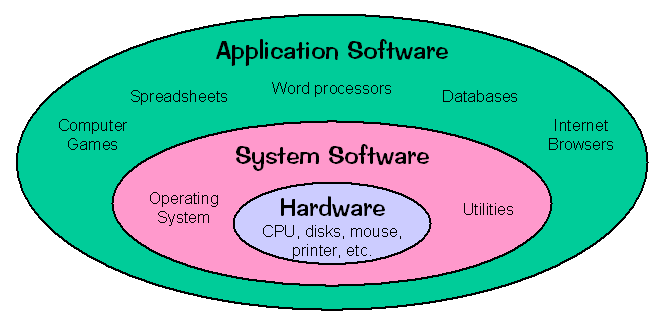 Application Software
Word processors
Spreadsheets
Databases
Computer
Games
Internet
Browsers
System Software
Operating
System
Utilities
Hardware
CPU, disks, mouse,
printer, etc.